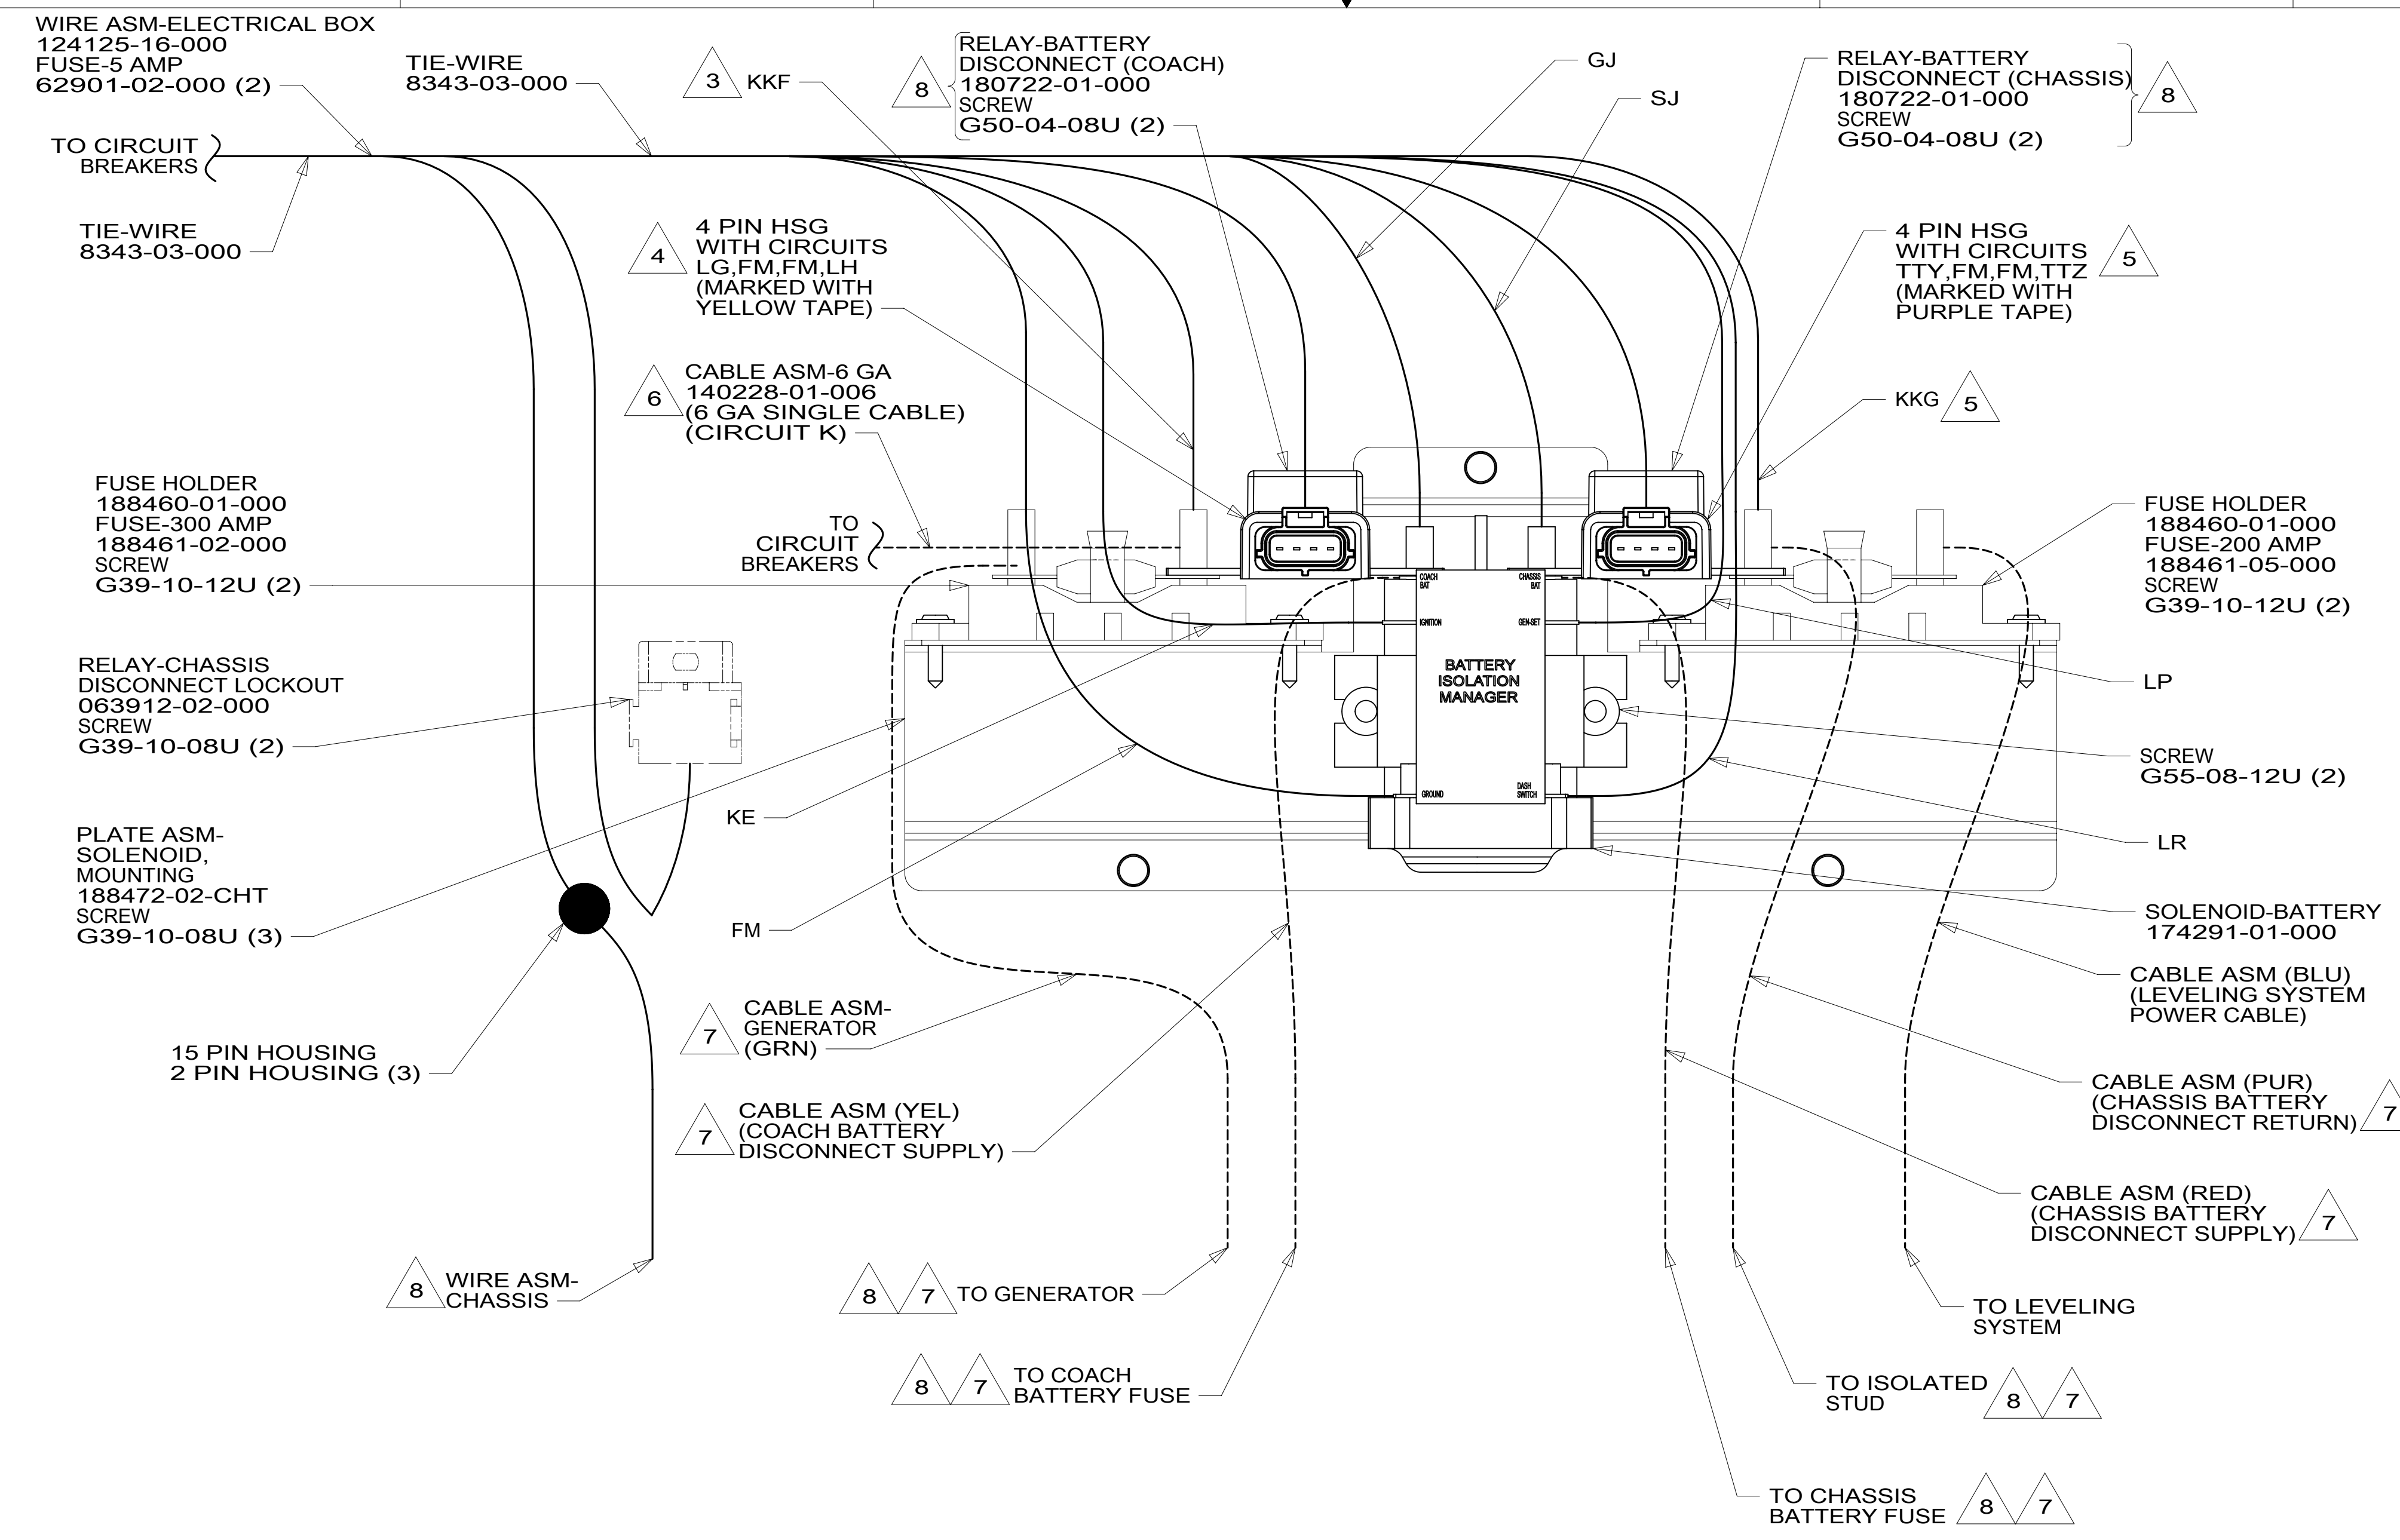 WIRE ASM-ELECTRICAL BOX
124125-16-000
FUSE-5 AMP
62901-02-000 (2)
TIE-WIRE
8343-03-000
3 KKF
8
RELAY-BATTERY
DISCONNECT (COACH)
180722-01-000
SCREW
G50-04-08U (2)
GJ
SJ
RELAY-BATTERY
DISCONNECT (CHASSIS)
180722-01-000
SCREW
G50-04-08U (2)
8
TO CIRCUIT
BREAKERS
TIE-WIRE
8343-03-000
4
4 PIN HSG
WITH CIRCUITS
LG,FM,FM,LH
(MARKED WITH
YELLOW TAPE)
4 PIN HSG
WITH CIRCUITS
TTY,FM,FM,TTZ
(MARKED WITH
PURPLE TAPE)
5
6
CABLE ASM-6 GA
140228-01-006
(6 GA SINGLE CABLE)
(CIRCUIT K)
KKG 5
FUSE HOLDER
188460-01-000
FUSE-300 AMP
188461-02-000
SCREW
G39-10-12U (2)
TO
CIRCUIT
BREAKERS
FUSE HOLDER
188460-01-000
FUSE-200 AMP
188461-05-000
SCREW
G39-10-12U (2)
COACH
BAT
CHASSIS
BAT
IGNITION
GEN-SET
BATTERY
ISOLATION
MANAGER
GROUND
DASH
SWITCH
RELAY-CHASSIS
DISCONNECT LOCKOUT
063912-02-000
SCREW
G39-10-08U (2)
LP
SCREW
G55-08-12U (2)
KE
PLATE ASM-
SOLENOID,
MOUNTING
188472-02-CHT
SCREW
G39-10-08U (3)
LR
FM
SOLENOID-BATTERY
174291-01-000
CABLE ASM (BLU)
(LEVELING SYSTEM
POWER CABLE)
7
CABLE ASM-
GENERATOR
(GRN)
15 PIN HOUSING
2 PIN HOUSING (3)
CABLE ASM (PUR)
(CHASSIS BATTERY
DISCONNECT RETURN)
7
7
CABLE ASM (YEL)
(COACH BATTERY
DISCONNECT SUPPLY)
CABLE ASM (RED)
(CHASSIS BATTERY
DISCONNECT SUPPLY)
7
8
WIRE ASM-
CHASSIS
8 7 TO GENERATOR
TO LEVELING
SYSTEM
8 7
TO COACH
BATTERY FUSE
TO ISOLATED
STUD
8 7
TO CHASSIS
BATTERY FUSE
8 7